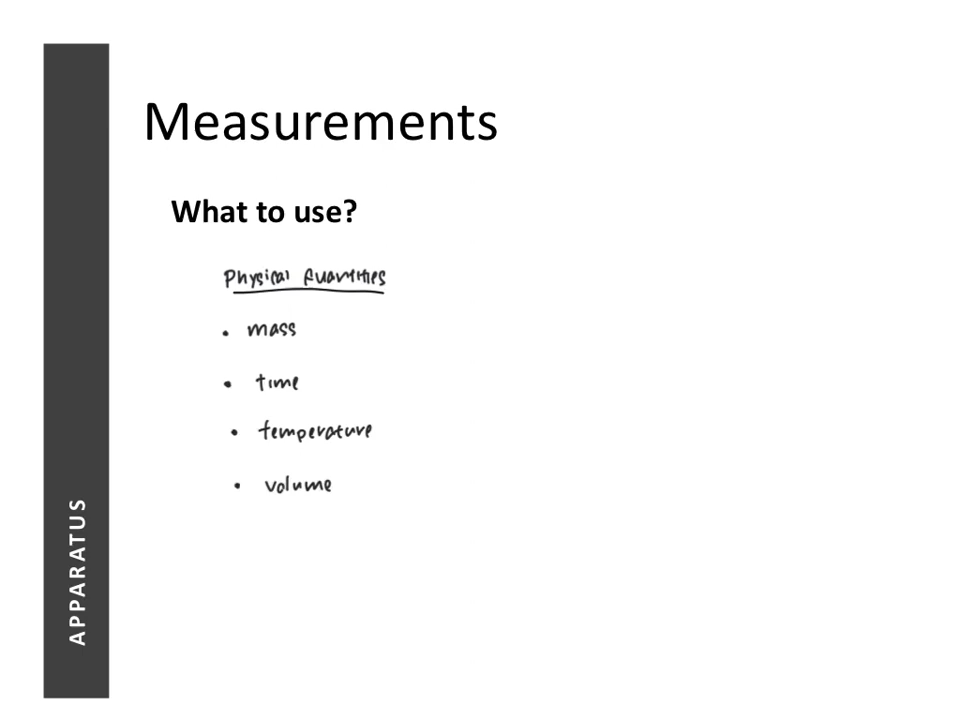 Measurements
What to use?
Physical Quantities
• mass
• time
• temperature
• volume
APPARATUS